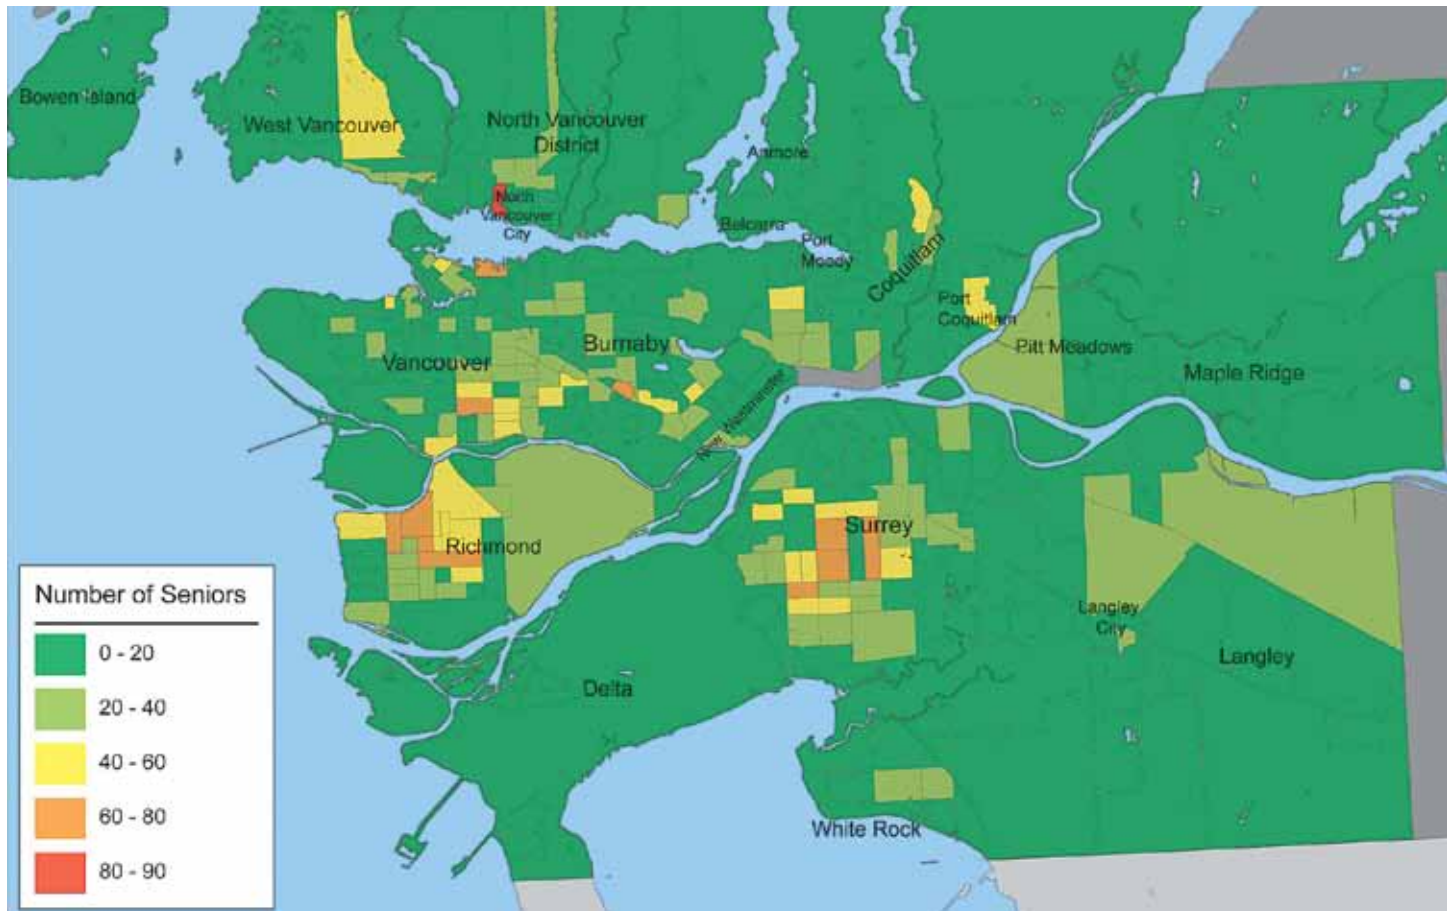 Bowen Island
West Vancouver
North Vancouver
District
Anmore
North
Vancouver
City
Belcarra
Port
Moody
Coquitlam
Port
Coquitlam
Pitt Meadows
Maple Ridge
Burnaby
Vancouver
New Westminster
Richmond
Surrey
Langley
City
Langley
Delta
White Rock
Number of Seniors
0 - 20
20 - 40
40 - 60
60 - 80
80 - 90